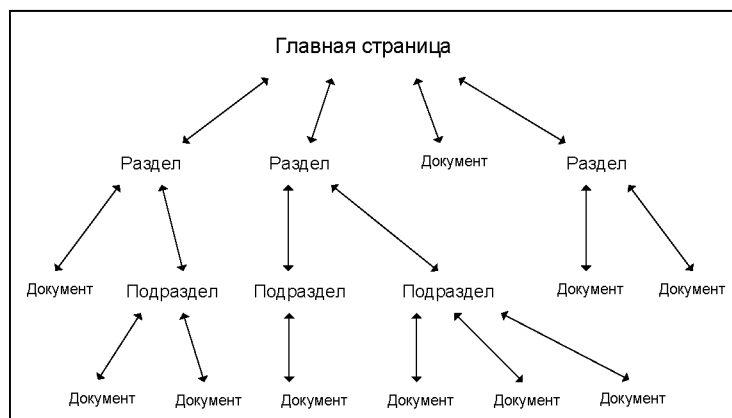 Главная страница
Раздел Раздел Документ Раздел
Документ Подраздел Подраздел Подраздел Документ Документ
Документ Документ Документ Документ Документ Документ